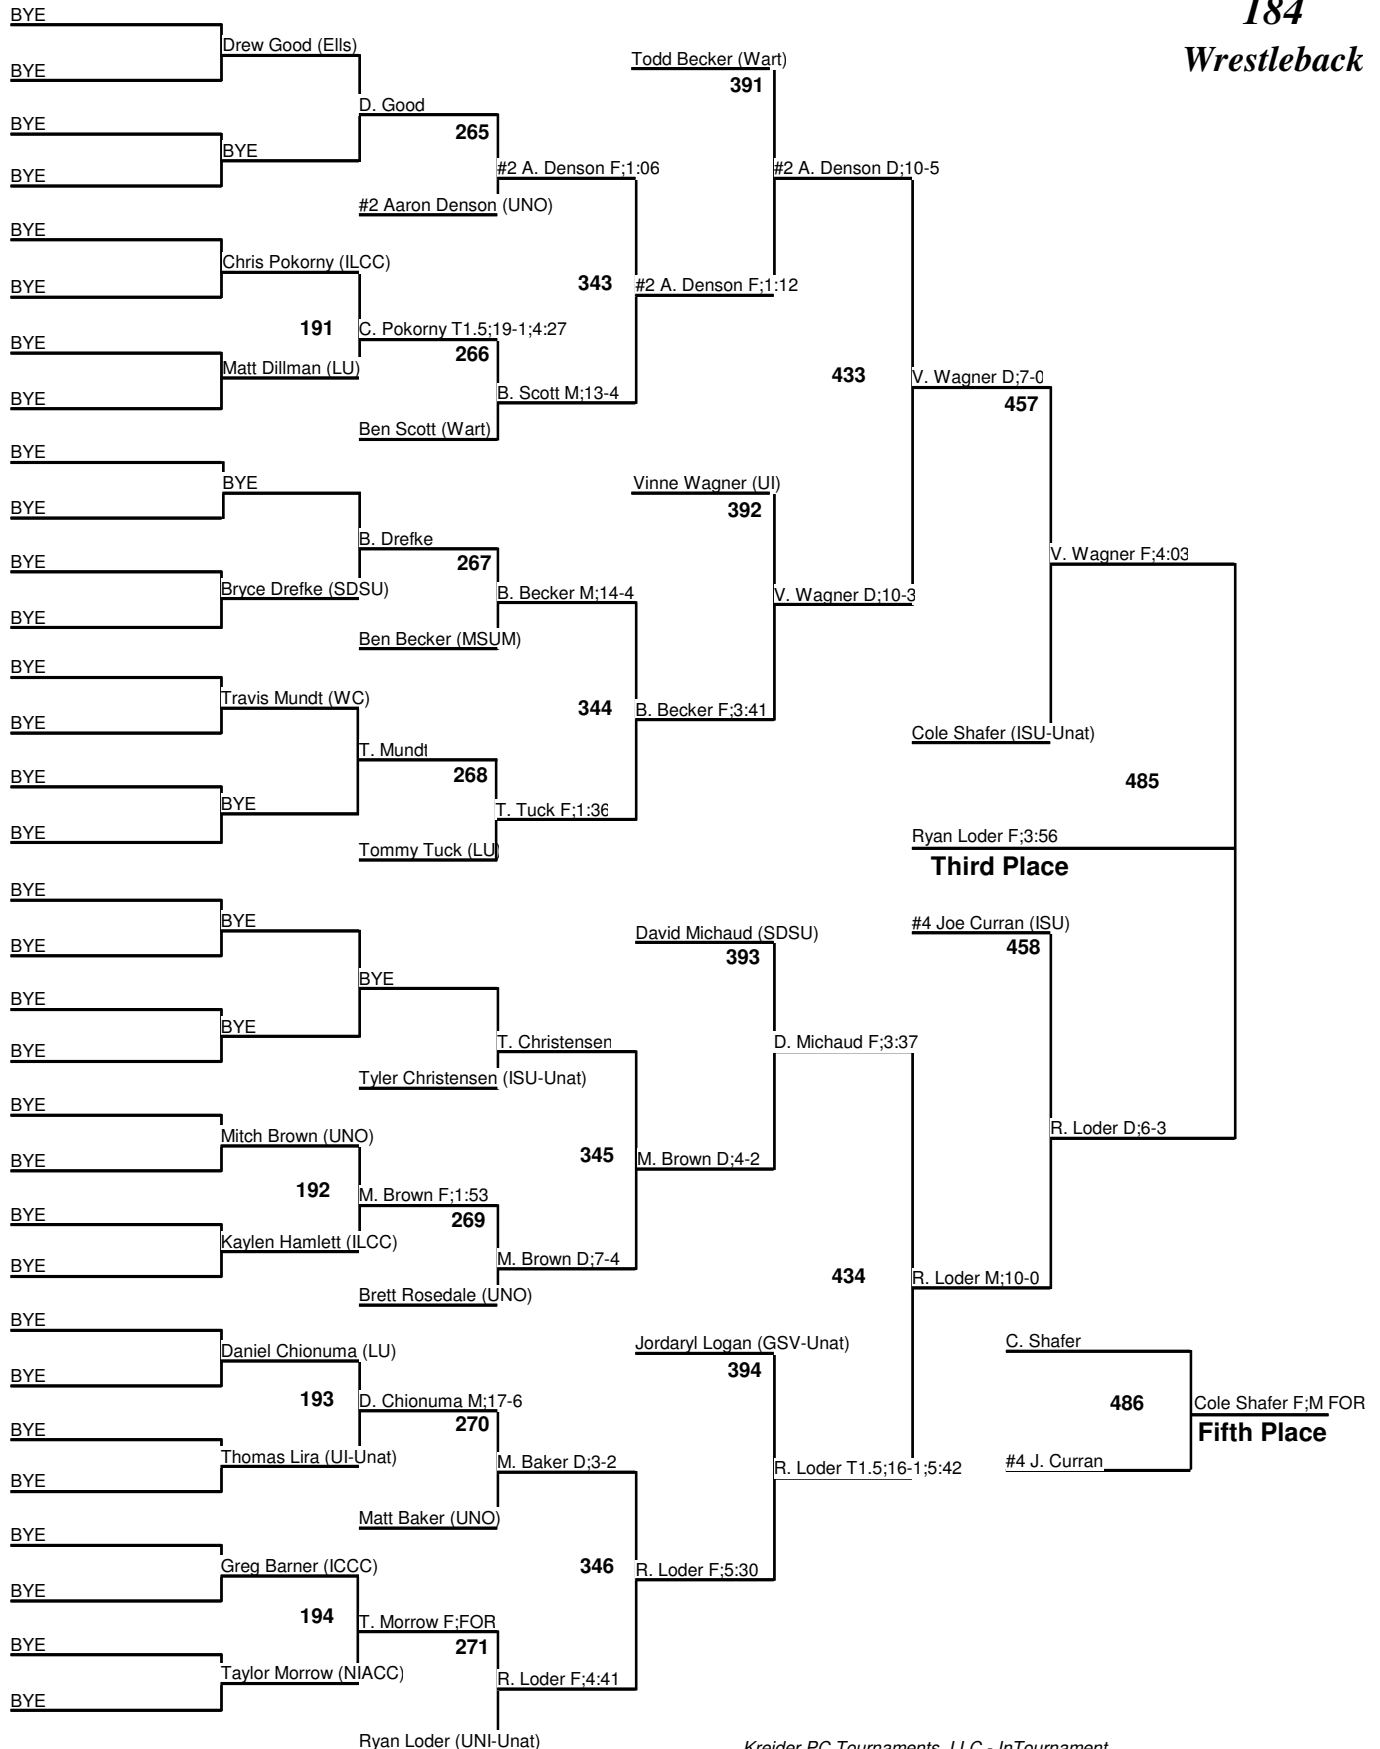 184
Wrestleback
BYE
Drew Good (Ells)
BYE
D. Good
265
BYE
BYE
BYE
#2 A. Denson F;1:06
#2 Aaron Denson (UNO)
Todd Becker (Wart)
391
#2 A. Denson D;10-5
BYE
Chris Pokorny (ILCC)
BYE
343
#2 A. Denson F;1:12
191
C. Pokorny T1.5;19-1;4:27
266
BYE
Matt Dillman (LU)
BYE
B. Scott M;13-4
Ben Scott (Wart)
433
V. Wagner D;7-0
457
BYE
BYE
BYE
Vinne Wagner (UI)
392
B. Drefke
267
BYE
Bryce Drefke (SDSU)
BYE
B. Becker M;14-4
Ben Becker (MSUM)
V. Wagner D;10-3
V. Wagner F;4:03
BYE
Travis Mundt (WC)
BYE
344
B. Becker F;3:41
T. Mundt
268
BYE
BYE
BYE
T. Tuck F;1:36
Tommy Tuck (LU)
Cole Shafer (ISU-Unat)
485
Ryan Loder F;3:56
Third Place
BYE
BYE
BYE
David Michaud (SDSU)
393
#4 Joe Curran (ISU)
458
BYE
BYE
BYE
BYE
T. Christensen
Tyler Christensen (ISU-Unat)
D. Michaud F;3:37
BYE
Mitch Brown (UNO)
BYE
345
M. Brown D;4-2
R. Loder D;6-3
192
M. Brown F;1:53
269
BYE
Kaylen Hamlett (ILCC)
BYE
M. Brown D;7-4
Brett Rosedale (UNO)
434
R. Loder M;10-0
BYE
Daniel Chionuma (LU)
BYE
Jordaryl Logan (GSV-Unat)
394
C. Shafer
193
D. Chionuma M;17-6
270
486
Cole Shafer F;M FOR
Fifth Place
BYE
Thomas Lira (UI-Unat)
BYE
M. Baker D;3-2
Matt Baker (UNO)
R. Loder T1.5;16-1;5:42
#4 J. Curran
BYE
Greg Barner (ICCC)
BYE
346
R. Loder F;5:30
194
T. Morrow F;FOR
271
BYE
Taylor Morrow (NIACC)
BYE
R. Loder F;4:41
Ryan Loder (UNI-Unat)
Kreider PC Tournaments, LLC - InTournament